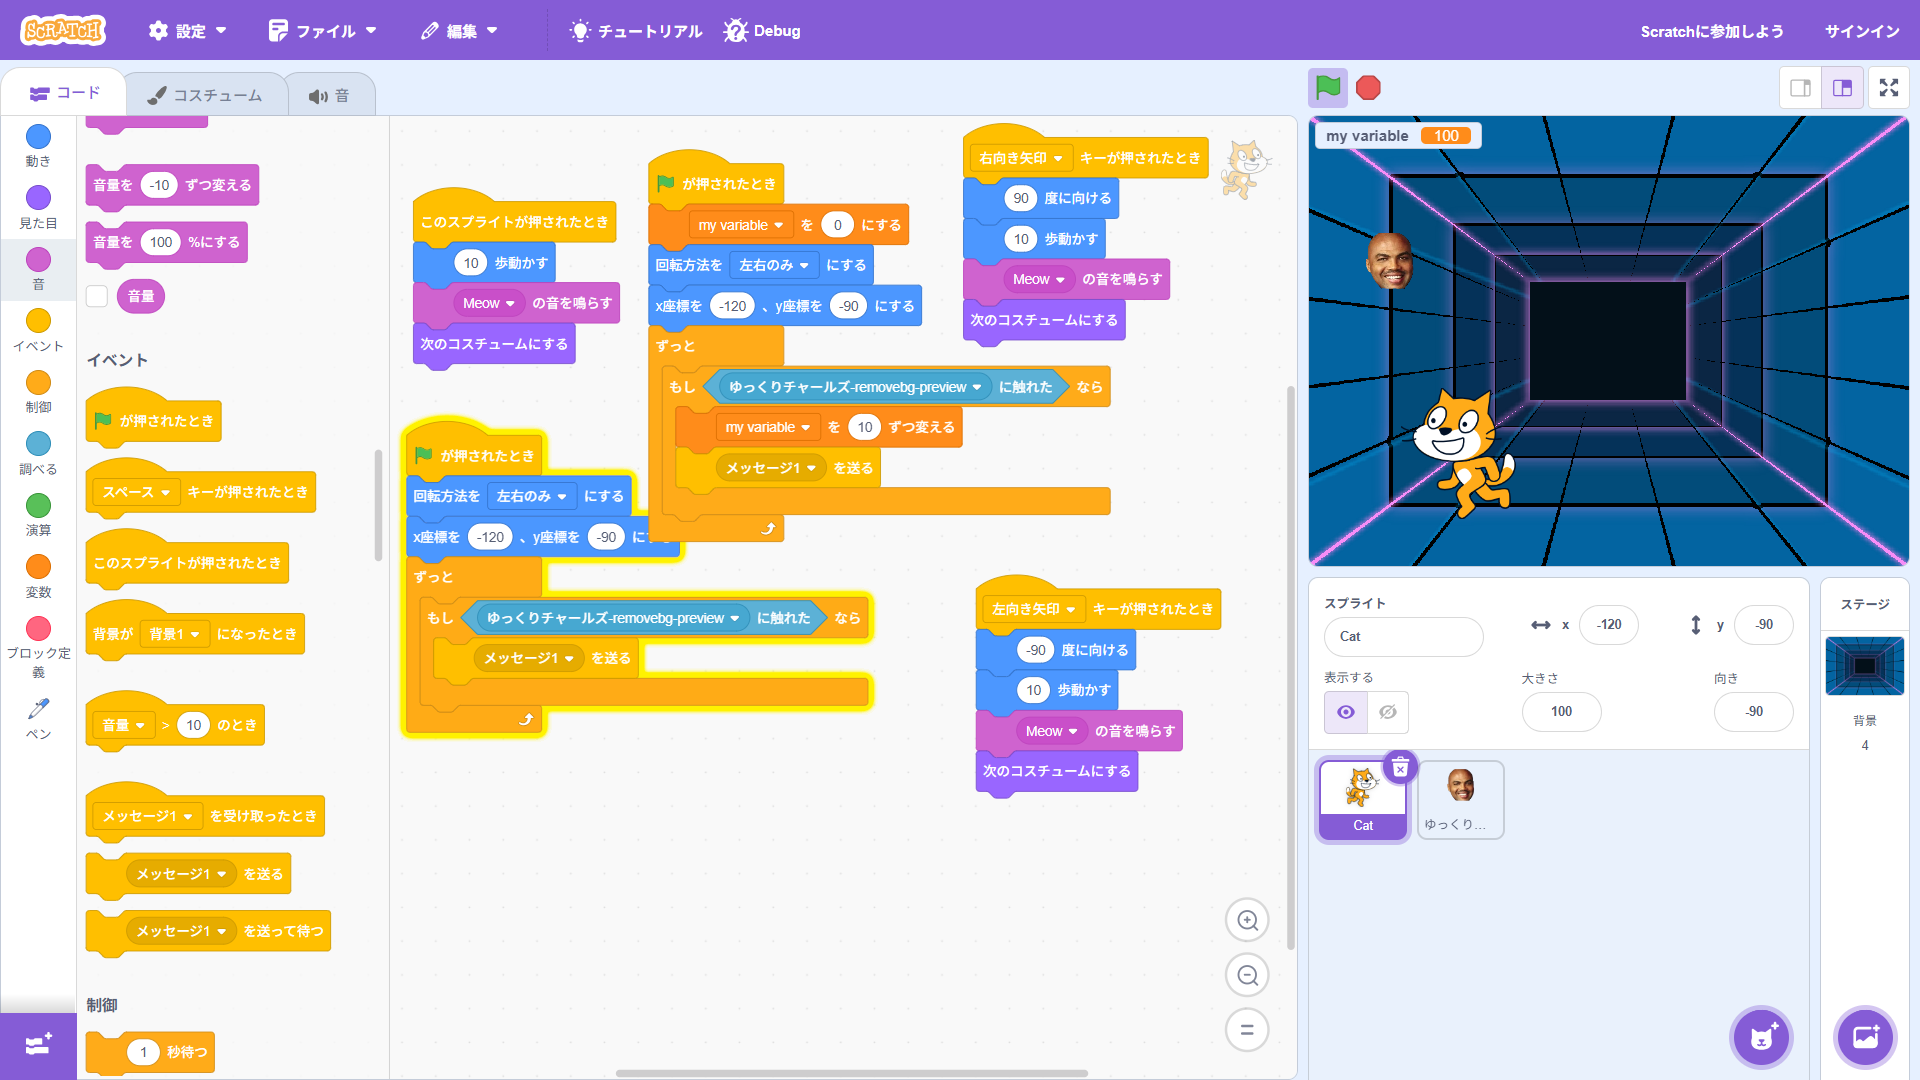 SCRATCH 設定 ファイル 編集 チュートリアル Debug Scratchに参加しよう サインイン
コード コスチューム 音
動き
見た目
音
イベント
制御
調べる
演算
変数
ブロック定義
ペン
音量を -10 ずつ変える
音量を 100 %にする
音量
イベント
が押されたとき
スペース キーが押されたとき
このスプライトが押されたとき
背景が 背景1 になったとき
音量 > 10 のとき
メッセージ1 を受け取ったとき
メッセージ1 を送る
メッセージ1 を送って待つ
制御
1 秒待つ
このスプライトが押されたとき
10 歩動かす
Meow の音を鳴らす
次のコスチュームにする
が押されたとき
回転方法を 左右のみ にする
x座標を -120 、y座標を -90 に
ずっと
もし ゆっくりチャールズ-removebg-preview に触れた なら
メッセージ1 を送る
が押されたとき
my variable を 0 にする
回転方法を 左右のみ にする
x座標を -120 、y座標を -90 にする
ずっと
もし ゆっくりチャールズ-removebg-preview に触れた なら
my variable を 10 ずつ変える
メッセージ1 を送る
右向き矢印 キーが押されたとき
90 度に向ける
10 歩動かす
Meow の音を鳴らす
次のコスチュームにする
左向き矢印 キーが押されたとき
-90 度に向ける
10 歩動かす
Meow の音を鳴らす
次のコスチュームにする
my variable 100
スプライト
Cat
x -120 y -90
表示する 大きさ 向き
100 -90
Cat
ゆっくり...
ステージ
背景
4